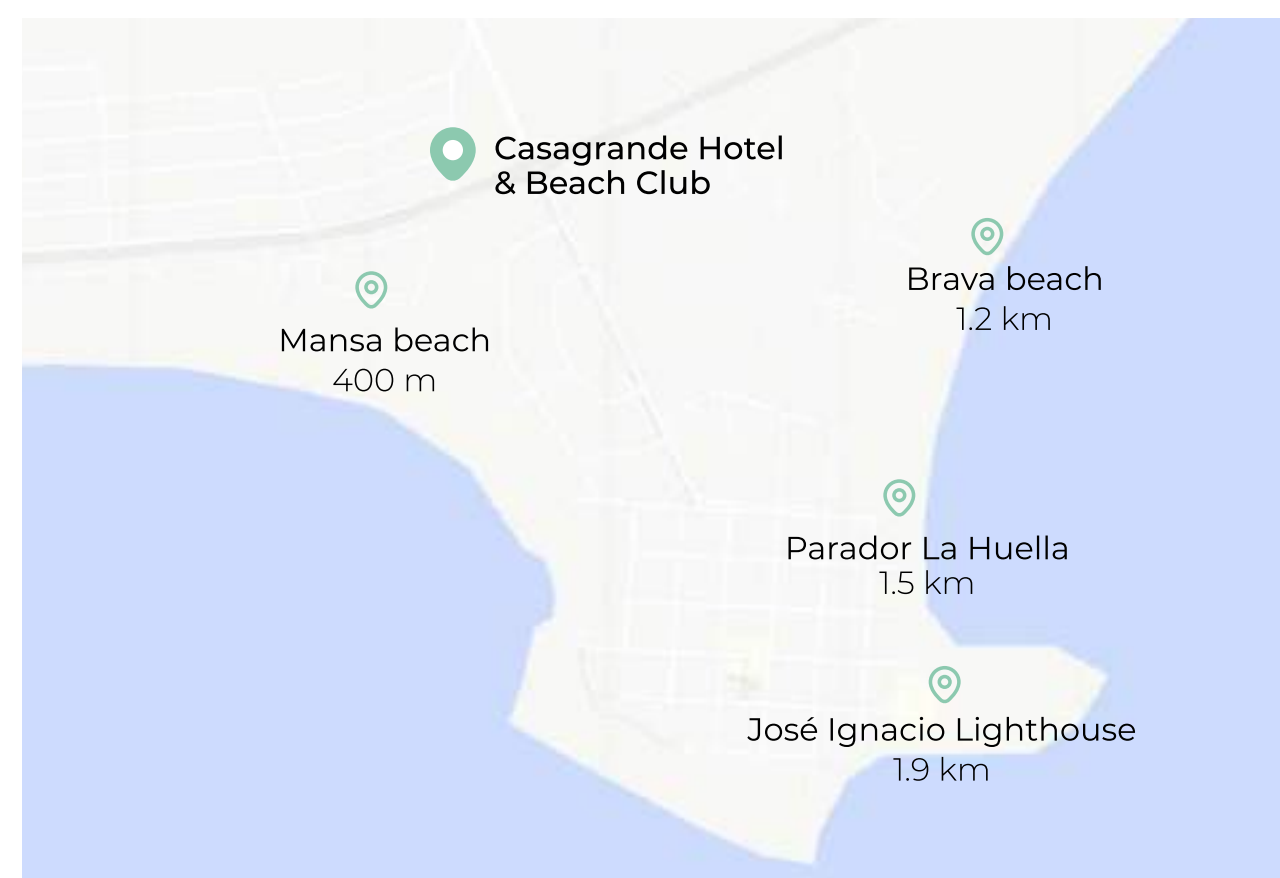 Casagrande Hotel
& Beach Club
Brava beach
1.2 km
Mansa beach
400 m
Parador La Huella
1.5 km
José Ignacio Lighthouse
1.9 km